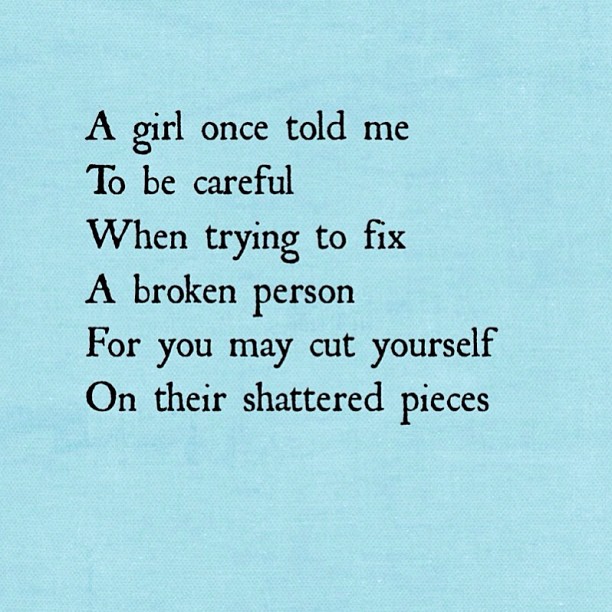 A girl once told me
To be careful
When trying to fix
A broken person
For you may cut yourself
On their shattered pieces